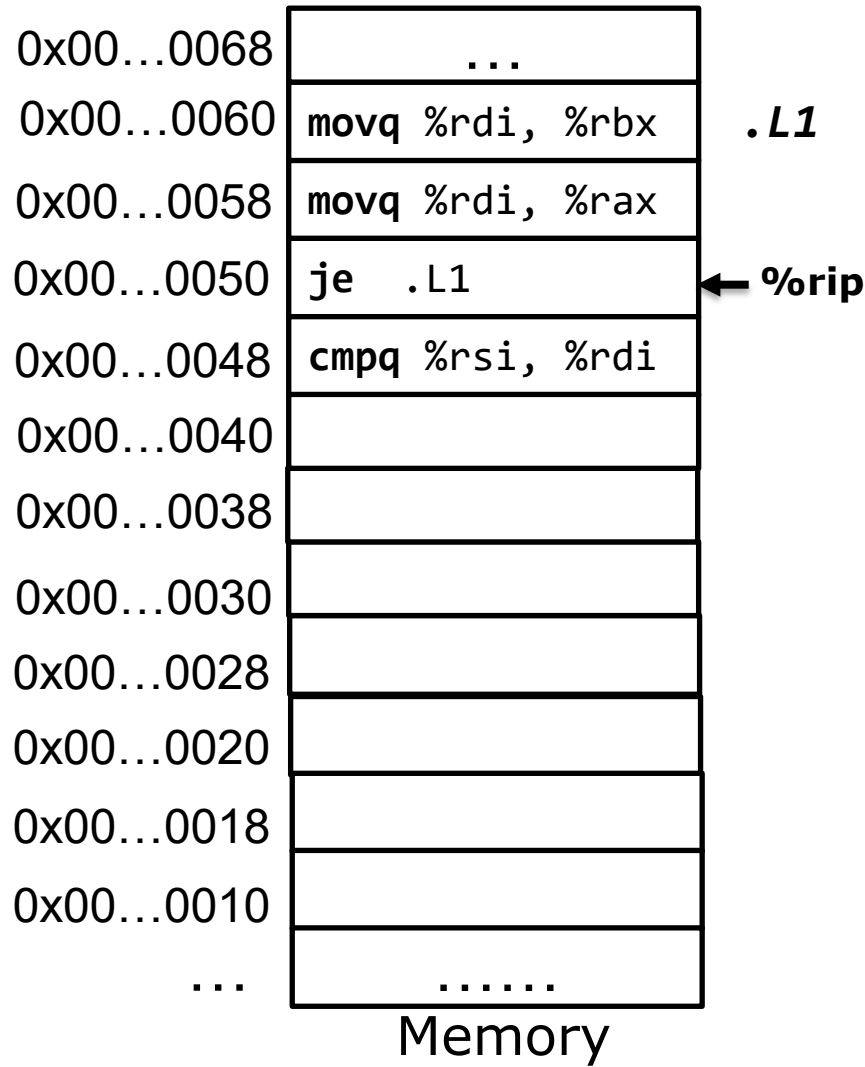 0x00…0068 ...
0x00…0060 movq %rdi, %rbx .L1
0x00…0058 movq %rdi, %rax
0x00…0050 je .L1 %rip
0x00…0048 cmpq %rsi, %rdi
0x00…0040
0x00…0038
0x00…0030
0x00…0028
0x00…0020
0x00…0018
0x00…0010
... ......
Memory